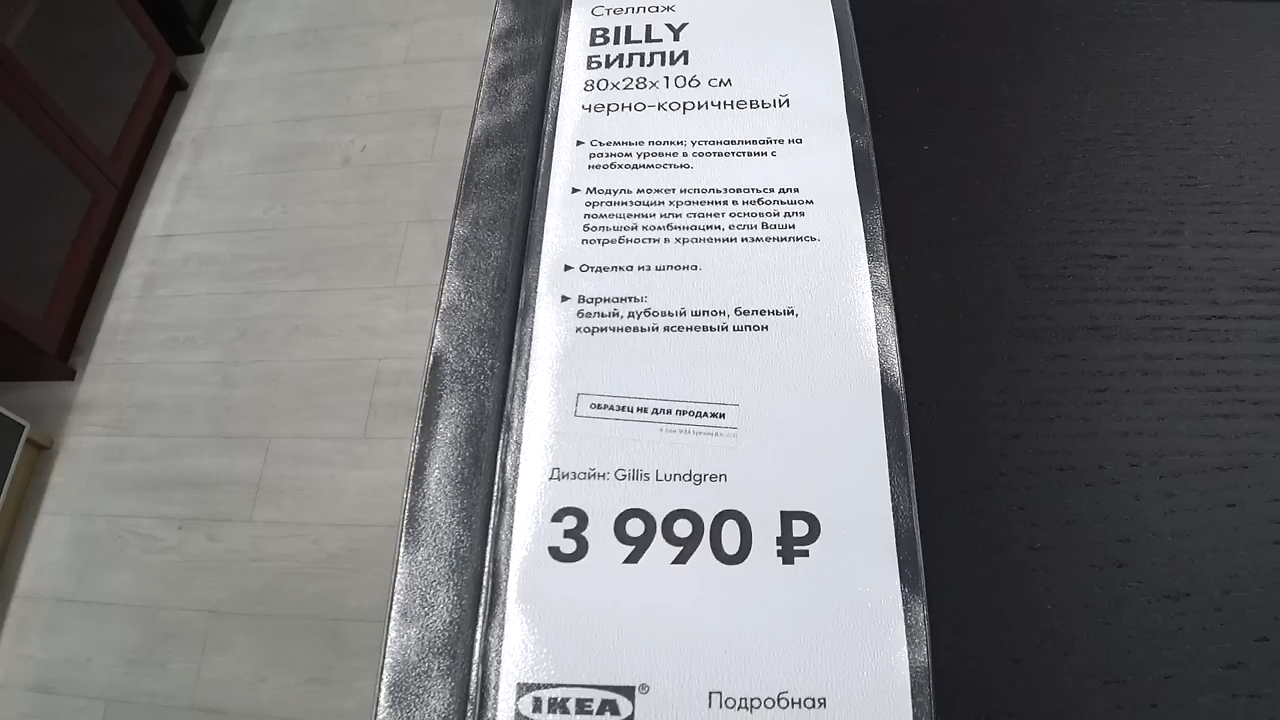 Стеллаж
BILLY
БИЛЛИ
80x28x106 см
черно-коричневый
► Съемные полки; устанавливайте на
разном уровне в соответствии с
необходимостью.
► Модуль может использоваться для
организации хранения в небольшом
помещении или станет основой для
большой комбинации, если Ваши
потребности в хранении изменились.
► Отделка из шпона.
► Варианты:
белый, дубовый шпон, беленый,
коричневый ясеневый шпон
ОБРАЗЕЦ НЕ ДЛЯ ПРОДАЖИ
Дизайн: Gillis Lundgren
3 990 ₽
IKEA® Подробная